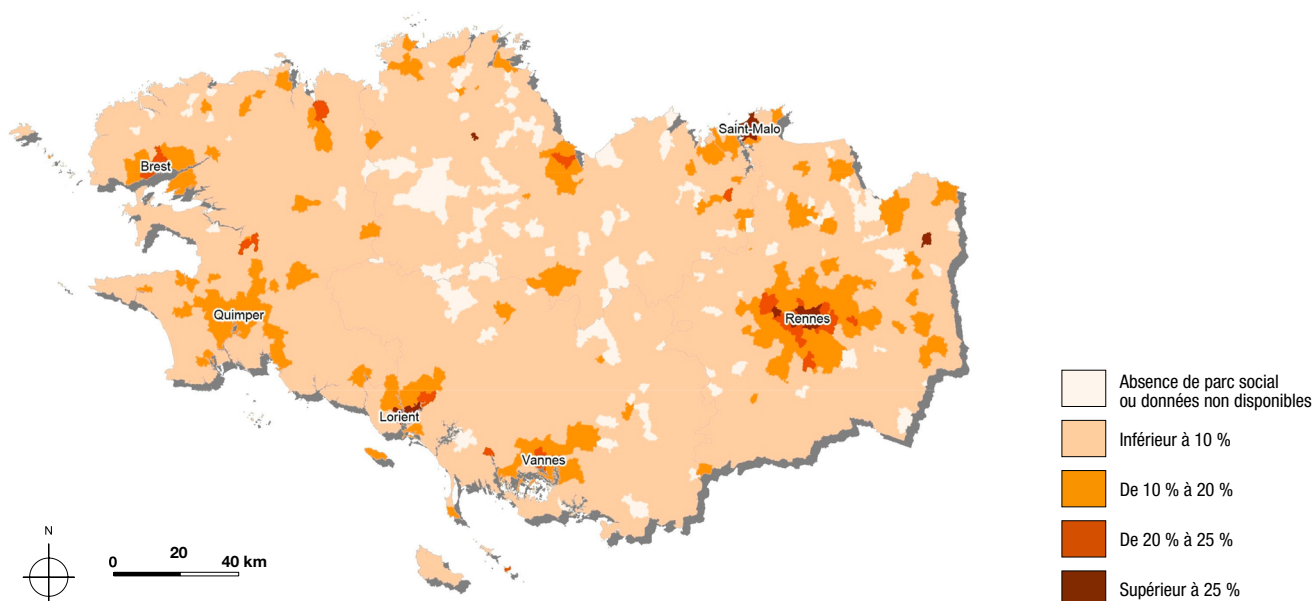 Saint-Malo
Brest
Quimper
Rennes
Lorient
Vannes
Absence de parc social
ou données non disponibles
Inférieur à 10 %
De 10 % à 20 %
De 20 % à 25 %
Supérieur à 25 %
N
0 20 40 km